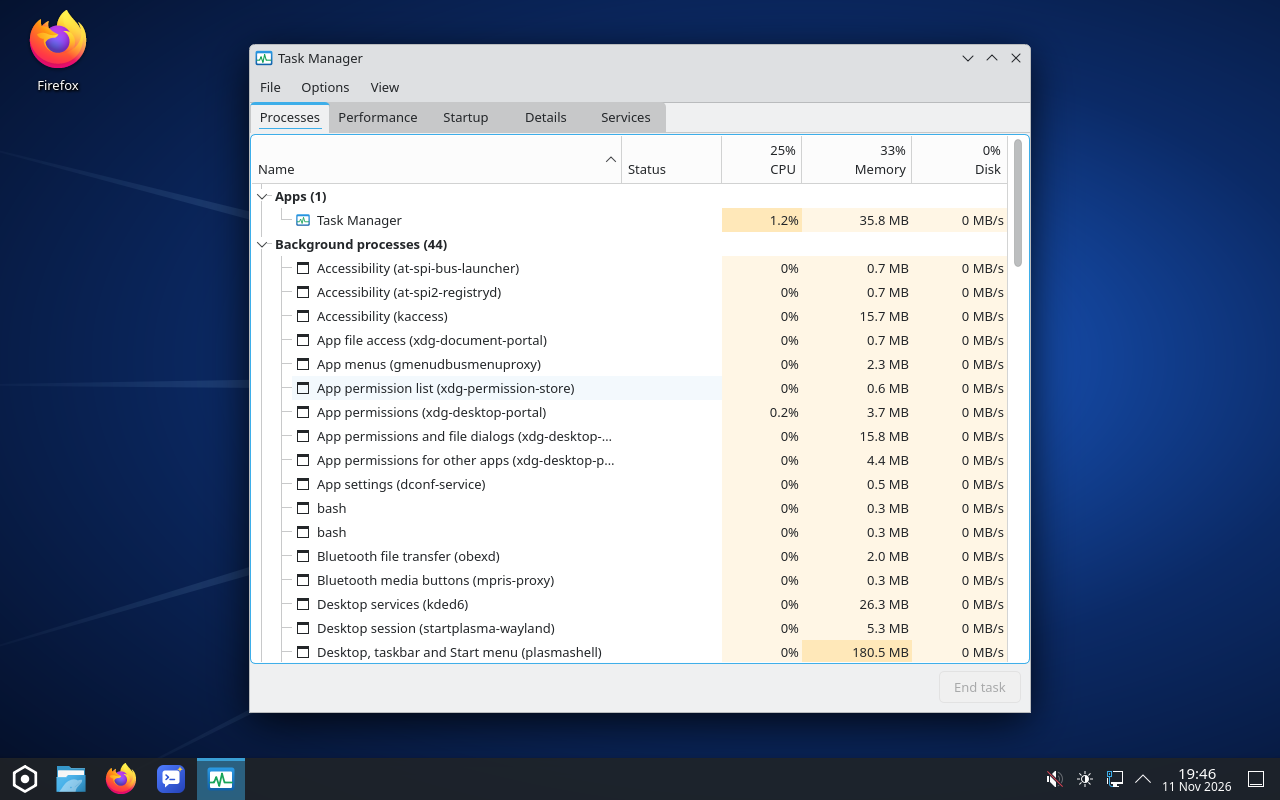 Firefox
Task Manager
File Options View
Processes Performance Startup Details Services
25% 33% 0%
Name Status CPU Memory Disk
Apps (1)
Task Manager 1.2% 35.8 MB 0 MB/s
Background processes (44)
Accessibility (at-spi-bus-launcher) 0% 0.7 MB 0 MB/s
Accessibility (at-spi2-registryd) 0% 0.7 MB 0 MB/s
Accessibility (kaccess) 0% 15.7 MB 0 MB/s
App file access (xdg-document-portal) 0% 0.7 MB 0 MB/s
App menus (gmenudbusmenuproxy) 0% 2.3 MB 0 MB/s
App permission list (xdg-permission-store) 0% 0.6 MB 0 MB/s
App permissions (xdg-desktop-portal) 0.2% 3.7 MB 0 MB/s
App permissions and file dialogs (xdg-desktop-... 0% 15.8 MB 0 MB/s
App permissions for other apps (xdg-desktop-p... 0% 4.4 MB 0 MB/s
App settings (dconf-service) 0% 0.5 MB 0 MB/s
bash 0% 0.3 MB 0 MB/s
bash 0% 0.3 MB 0 MB/s
Bluetooth file transfer (obexd) 0% 2.0 MB 0 MB/s
Bluetooth media buttons (mpris-proxy) 0% 0.3 MB 0 MB/s
Desktop services (kded6) 0% 26.3 MB 0 MB/s
Desktop session (startplasma-wayland) 0% 5.3 MB 0 MB/s
Desktop, taskbar and Start menu (plasmashell) 0% 180.5 MB 0 MB/s
End task
19:46
11 Nov 2026